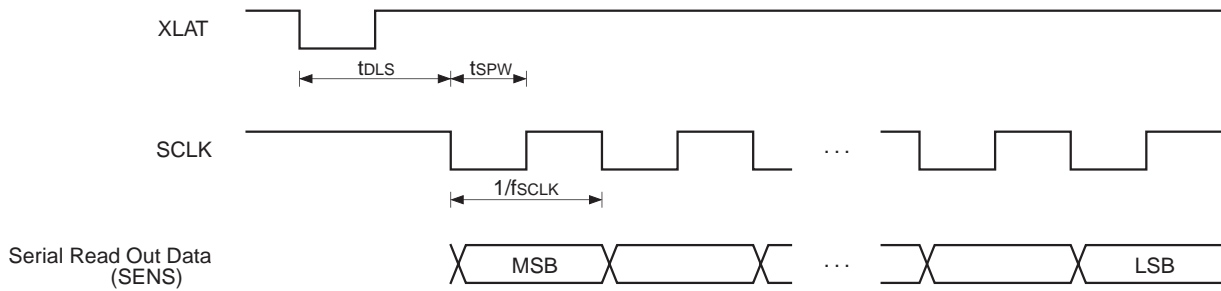 XLAT
tDLS
tSPW
SCLK
...
1/fSCLK
Serial Read Out Data
(SENS)
MSB
...
LSB